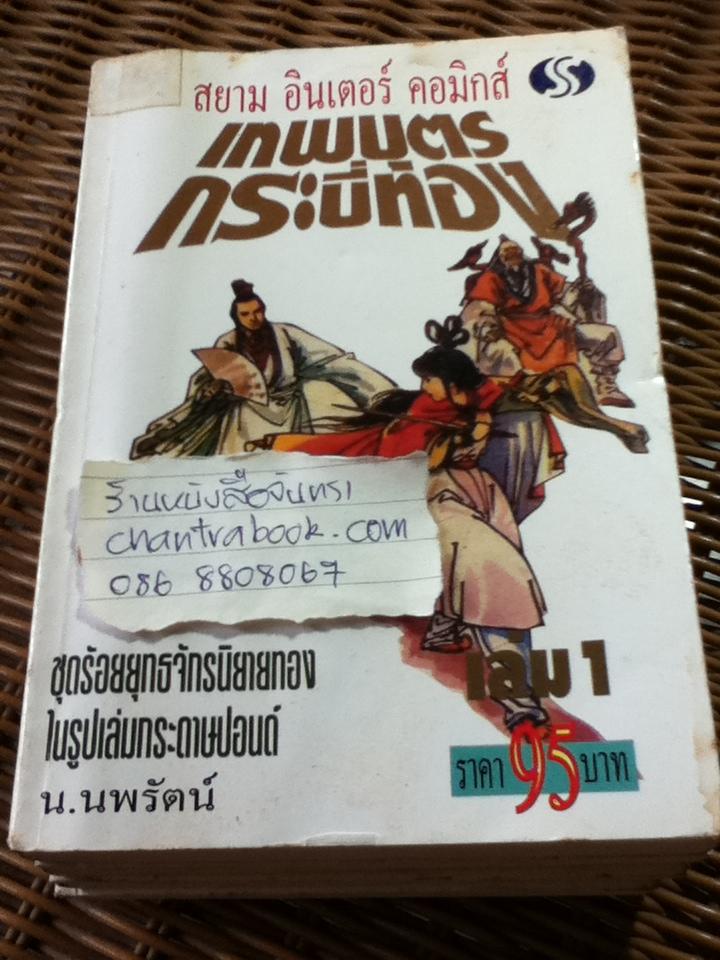 สยาม อินเตอร์ คอมิกส์
เทพบุตร
กระบี่ท้อง
ร้านหนังสือจันทรา
chantrabook.com
086 8808067
ชุดร้อยยุทธจักรนิยายทอง
ในรูปเล่มกระดาษปอนด์
น.นพรัตน์
เล่ม 1
ราคา 95 บาท